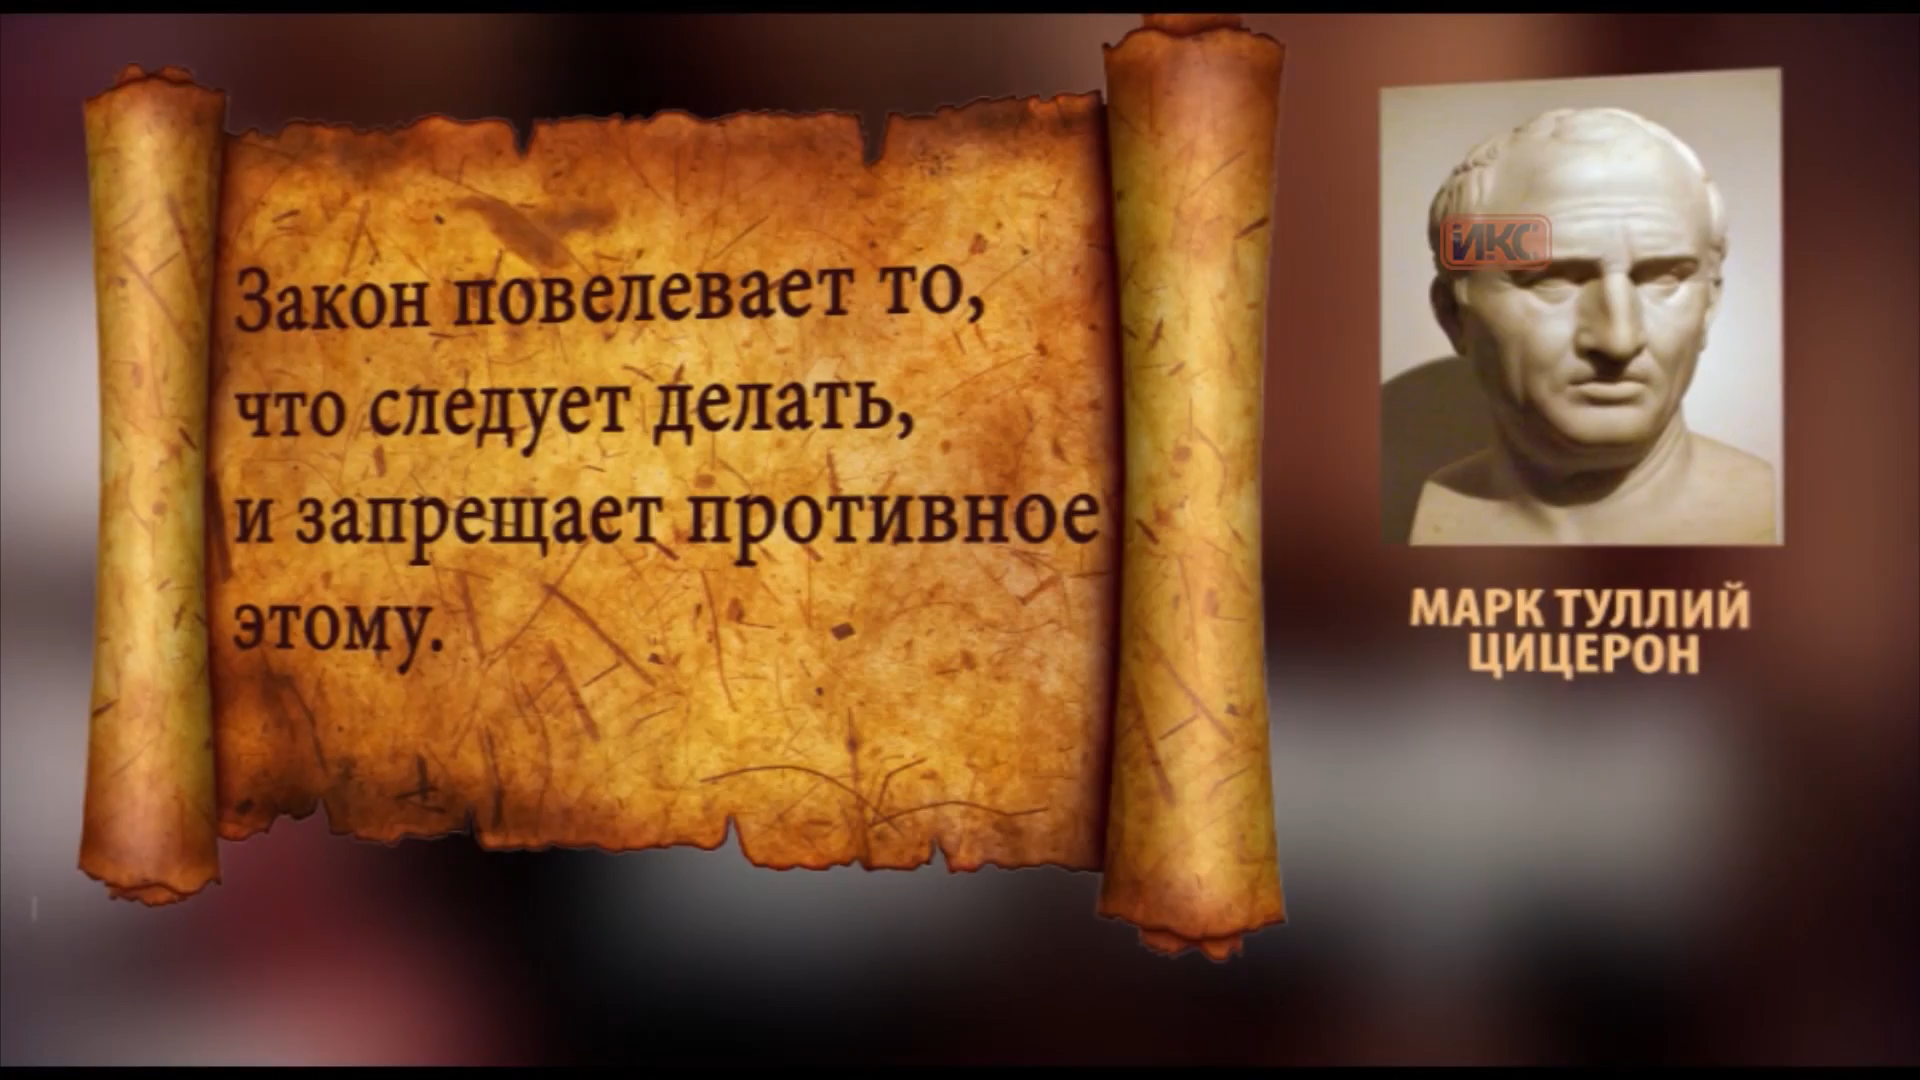 Закон повелевает то,
что следует делать,
и запрещает противное
этому.
ИКС
МАРК ТУЛЛИЙ
ЦИЦЕРОН